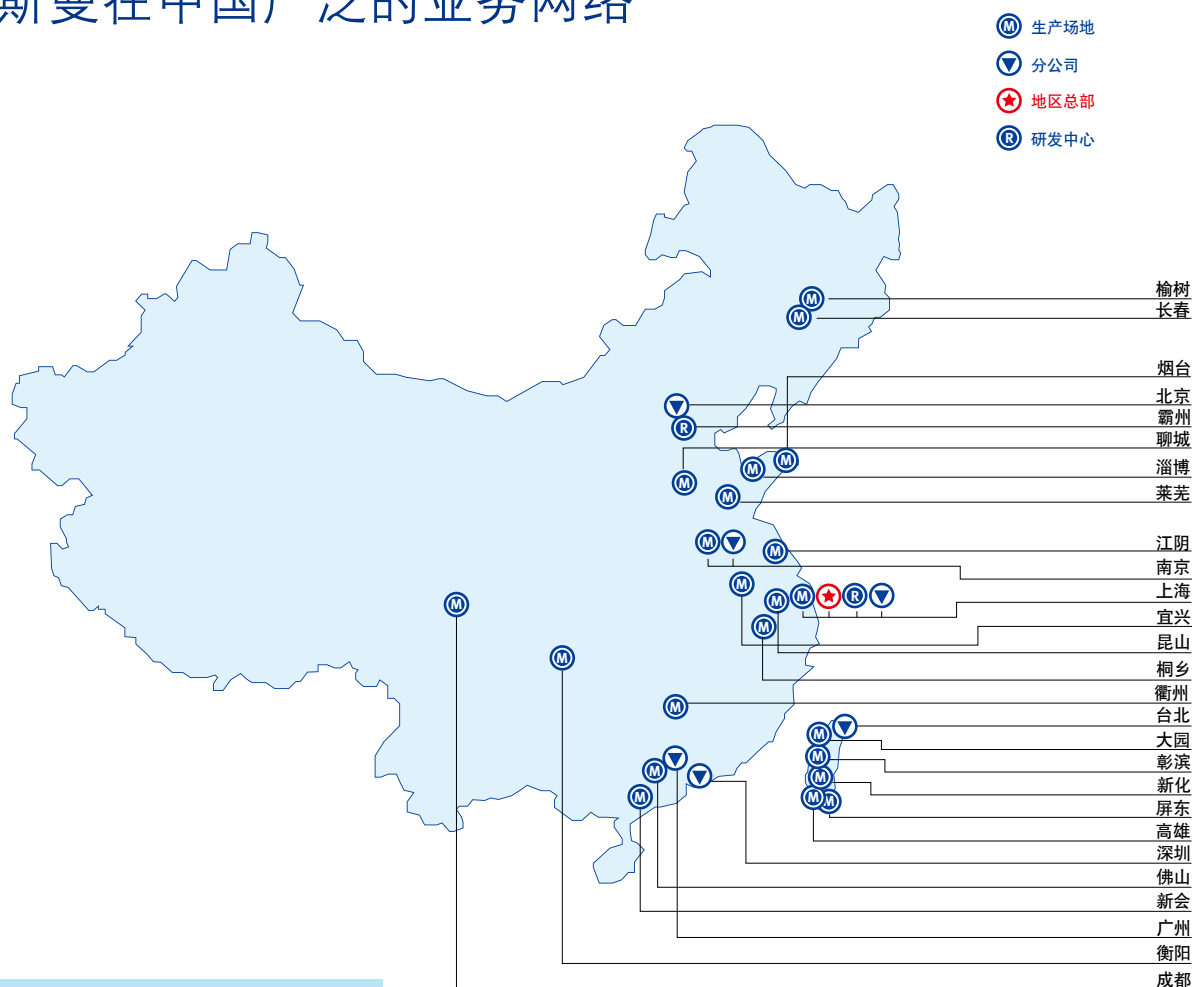 斯曼在中国广泛的业务网络
M 生产场地
分公司
地区总部
R 研发中心
榆树
长春
烟台
北京
霸州
聊城
淄博
莱芜
江阴
南京
上海
宜兴
昆山
桐乡
衢州
台北
大园
彰滨
新化
屏东
高雄
深圳
佛山
新会
广州
衡阳
成都